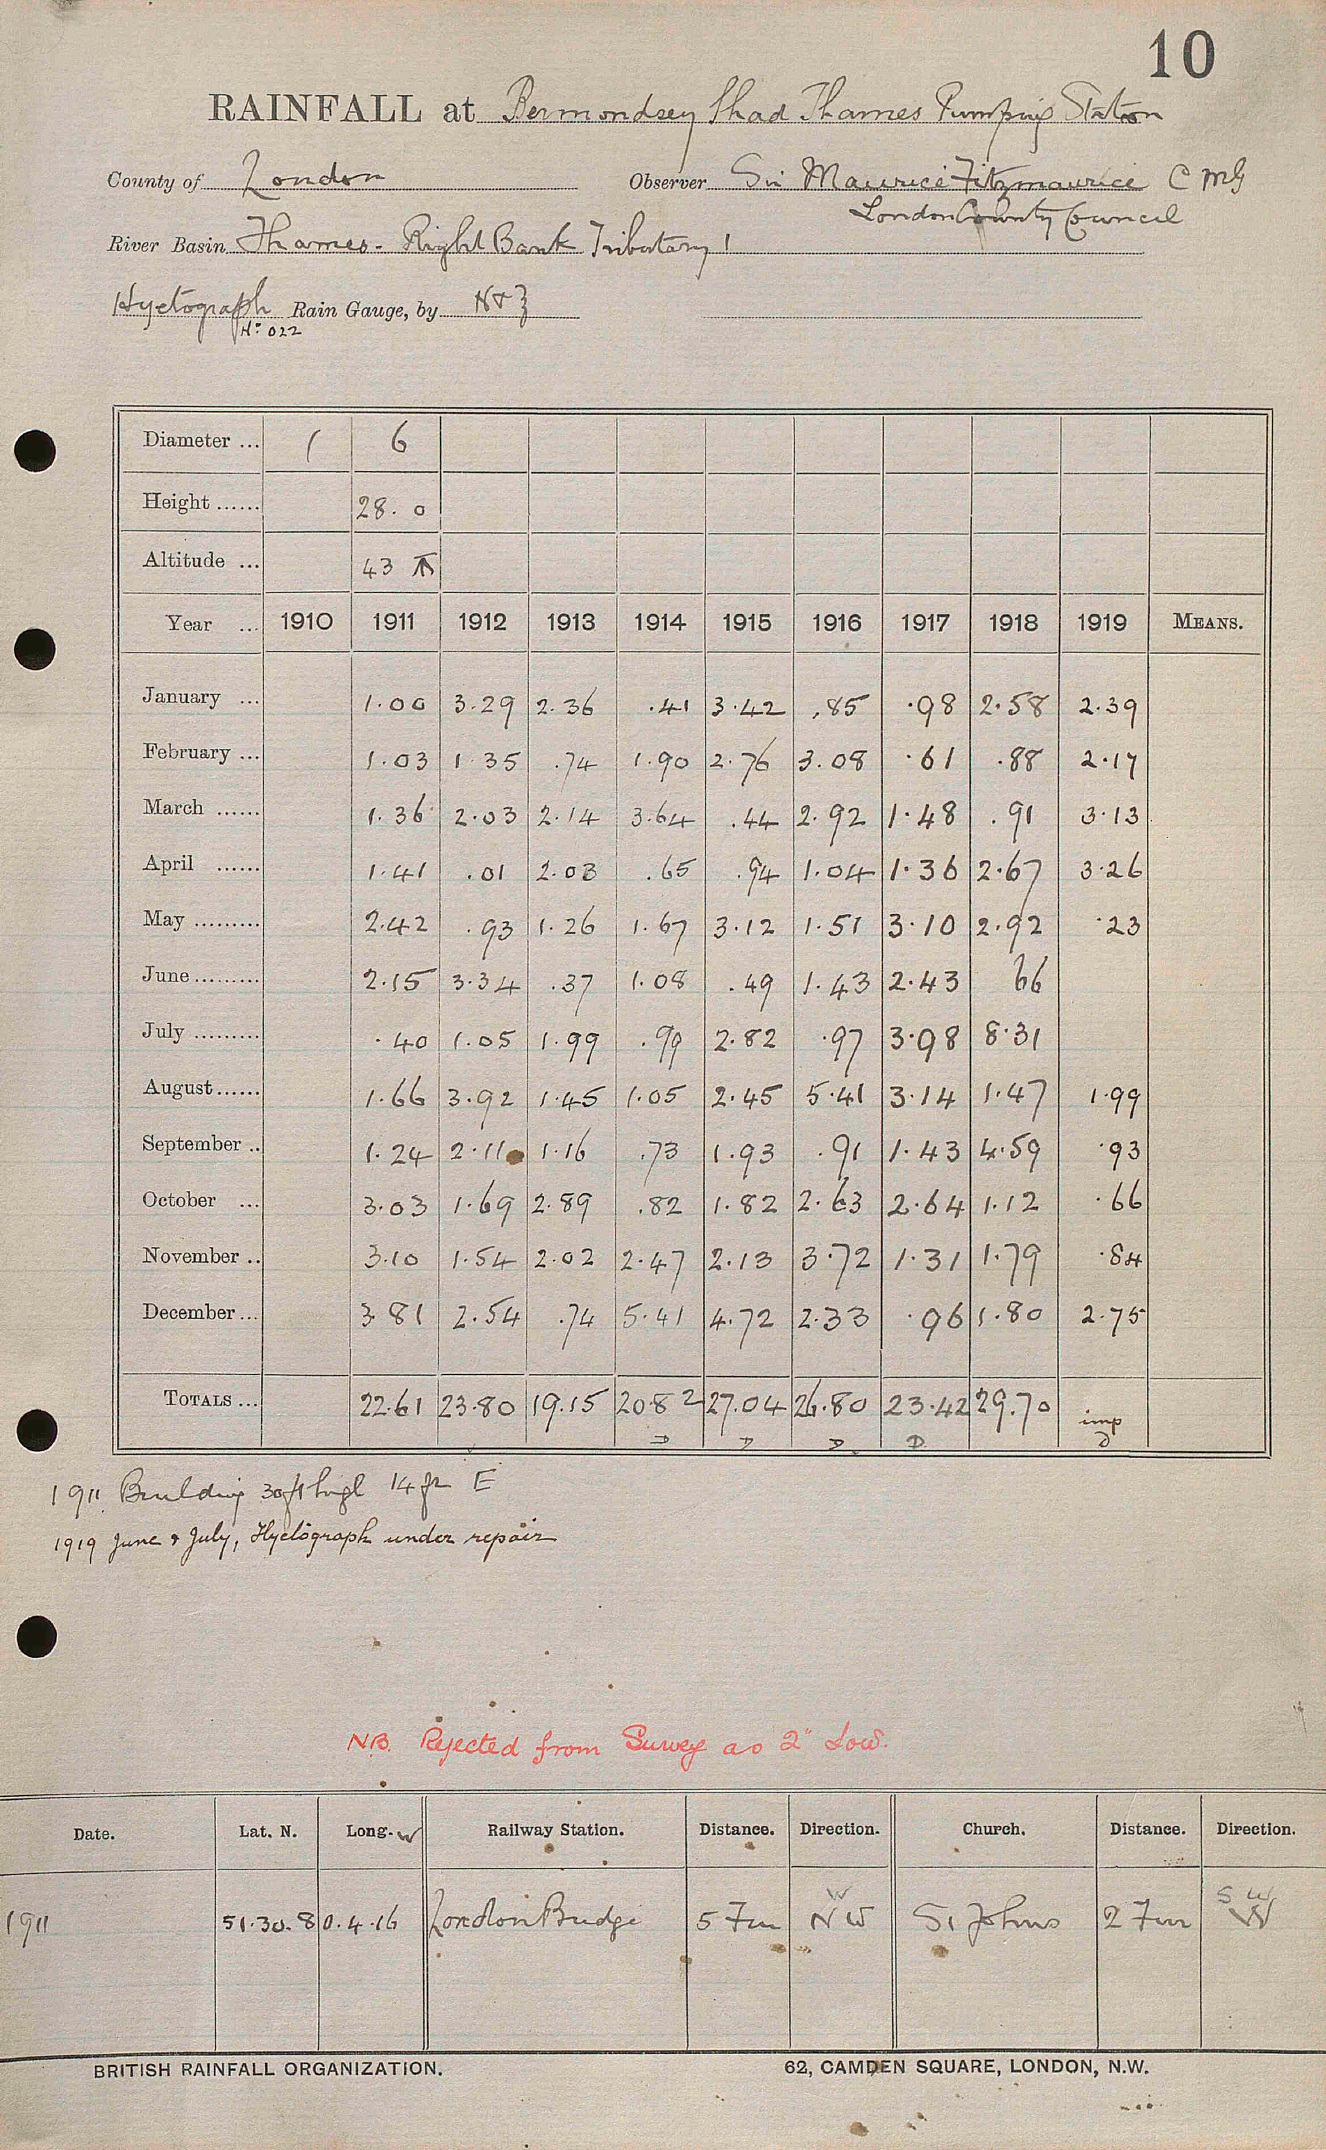 10
RAINFALL at Bermondsey Shad Thames Pumping Station
County of London Observer Sir Maurice Fitzmaurice C M G
London County Council
River Basin Thames - Right Bank Tributary 1
Hyetograph Rain Gauge, by N & Z
No 022
Diameter ... 1 6
Height ...... 28. 0
Altitude ... 43
Year ... 1910 1911 1912 1913 1914 1915 1916 1917 1918 1919 MEANS.
January ... 1.00 3.29 2.36 .41 3.42 .85 .98 2.58 2.39
February ... 1.03 1.35 .74 1.90 2.76 3.08 .61 .88 2.17
March ...... 1.36 2.03 2.14 3.64 .44 2.92 1.48 .91 3.13
April ...... 1.41 .01 2.03 .65 .94 1.04 1.36 2.67 3.26
May ......... 2.42 .93 1.26 1.67 3.12 1.51 3.10 2.92 .23
June ......... 2.15 3.34 .37 1.08 .49 1.43 2.43 66
July ......... .40 1.05 1.99 .99 2.82 .97 3.98 8.31
August ...... 1.66 3.92 1.45 1.05 2.45 5.41 3.14 1.47 1.99
September .. 1.24 2.11 1.16 .73 1.93 .91 1.43 4.59 .93
October ... 3.03 1.69 2.89 .82 1.82 2.63 2.64 1.12 .66
November .. 3.10 1.54 2.02 2.47 2.13 3.72 1.31 1.79 .84
December ... 3.81 2.54 .74 5.41 4.72 2.33 .96 1.80 2.75
TOTALS ... 22.61 23.80 19.15 20.82 27.04 26.80 23.42 29.70 imp
D D D D D
1911 Building 30ft high 14 ft E
1919 June & July, Hyetograph under repair
N.B. Rejected from Survey as 2" Low.
Date. Lat. N. Long. W Railway Station. Distance. Direction. Church. Distance. Direction.
W S W
1911 51.30.8 0.4.16 London Bridge 5 Fur N W St Johns 2 Fur W
BRITISH RAINFALL ORGANIZATION. 62, CAMDEN SQUARE, LONDON, N.W.